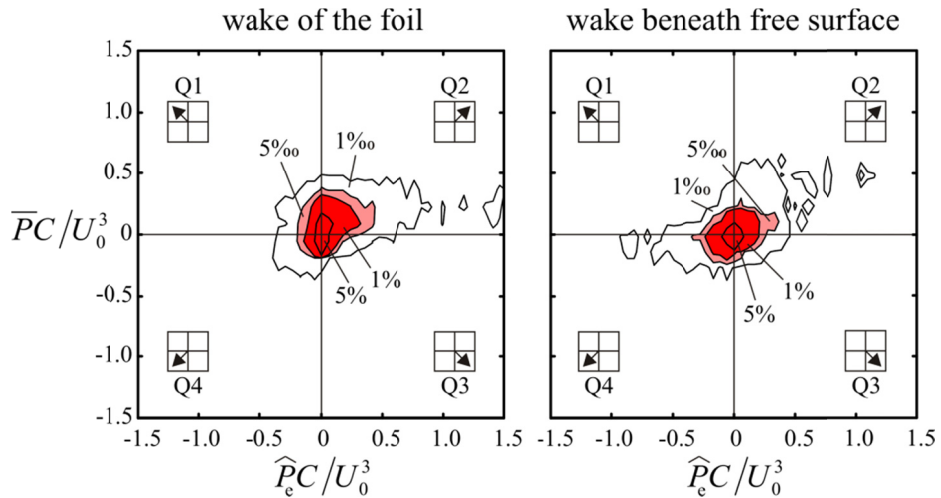 wake of the foil
wake beneath free surface
1.5
1.0
0.5
0
-0.5
-1.0
-1.5
P̅C/U₀³
Q1
Q2
5‰
1‰
1%
5%
Q4
Q3
-1.5 -1.0 -0.5 0 0.5 1.0 1.5
P̂ₑC/U₀³
Q1
Q2
5‰
1‰
1%
5%
Q4
Q3
-1.5 -1.0 -0.5 0 0.5 1.0 1.5
P̂ₑC/U₀³